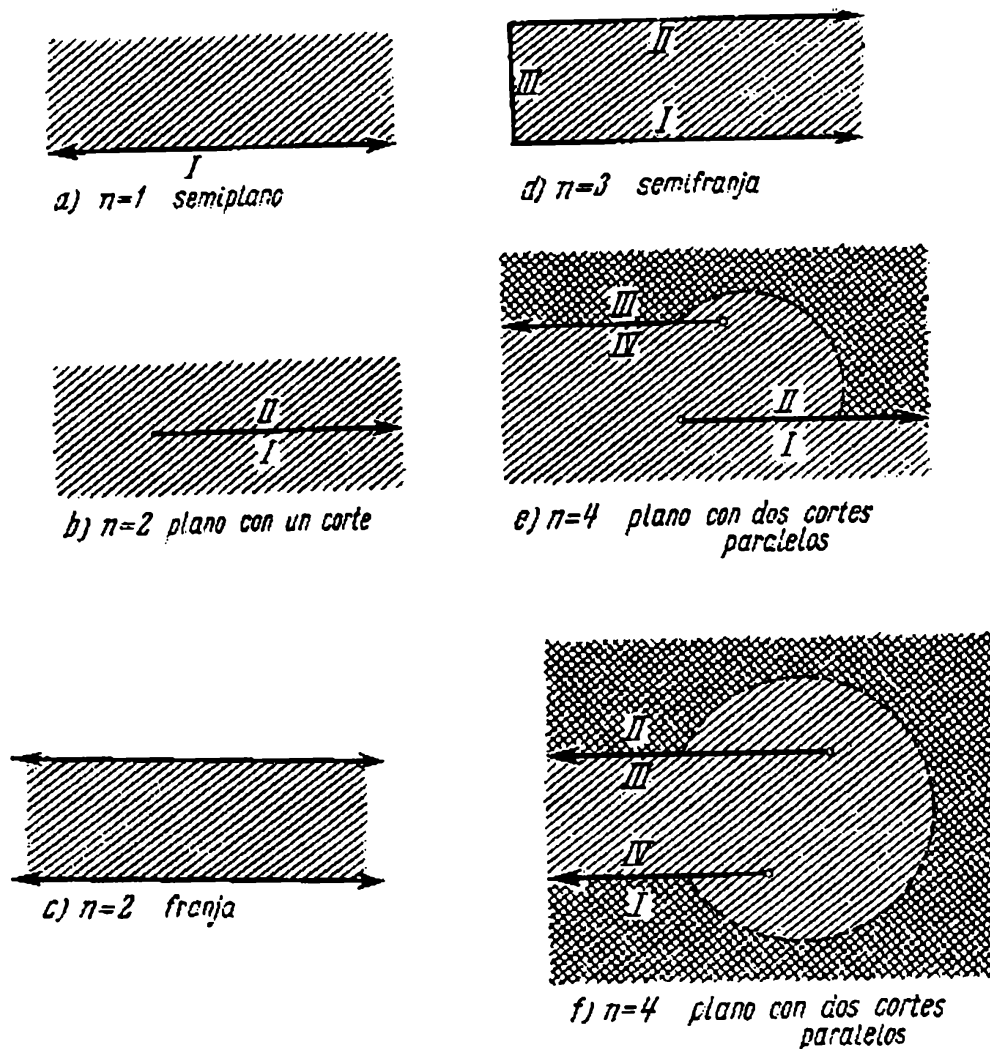 I
a) n=1 semiplano
II
I
b) n=2 plano con un corte
c) n=2 franja
II
III
I
d) n=3 semifranja
III
IV
II
I
e) n=4 plano con dos cortes
paralelos
II
III
IV
I
f) n=4 plano con dos cortes
paralelos